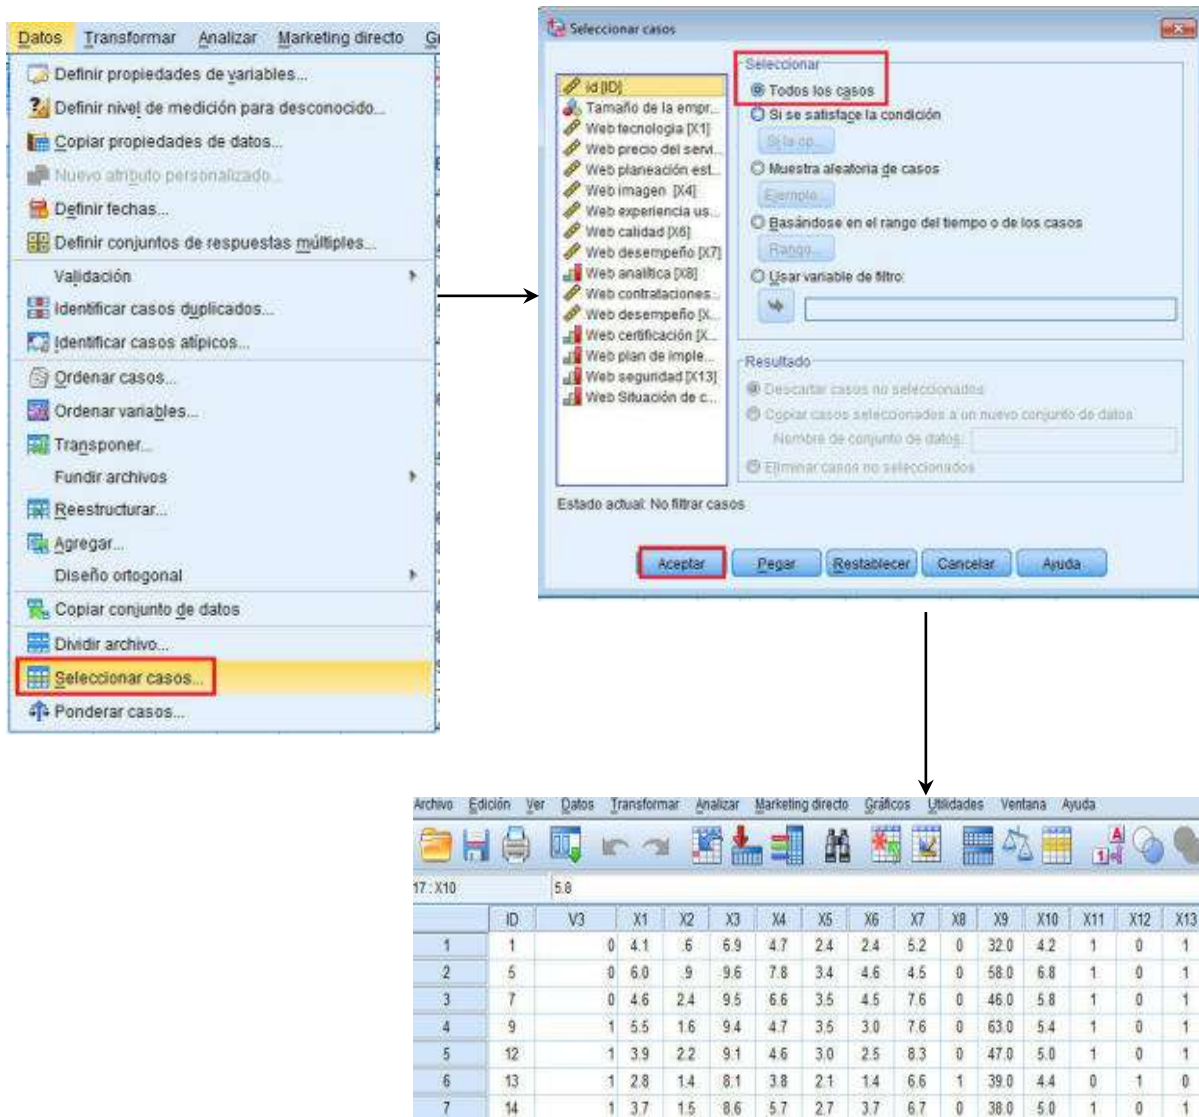 Datos Transformar Analizar Marketing directo
Definir propiedades de variables...
Definir nivel de medición para desconocido...
Copiar propiedades de datos...
Nuevo atributo personalizado...
Definir fechas...
Definir conjuntos de respuestas múltiples...
Validación
Identificar casos duplicados...
Identificar casos atípicos...
Ordenar casos...
Ordenar variables...
Transponer...
Fundir archivos
Reestructurar...
Agregar...
Diseño ortogonal
Copiar conjunto de datos
Dividir archivo...
Seleccionar casos...
Ponderar casos...
Seleccionar casos
id [ID]
Tamaño de la empr...
Web tecnologia [X1]
Web precio del servi...
Web planeación est...
Web imagen [X4]
Web experiencia us...
Web calidad [X6]
Web desempeño [X7]
Web analítica [X8]
Web contrataciones...
Web desempeño [X...
Web certificación [X...
Web plan de imple...
Web seguridad [X13]
Web Situación de c...
Seleccionar
Todos los casos
Si se satisface la condición
Si la op...
Muestra aleatoria de casos
Ejemplo...
Basándose en el rango del tiempo o de los casos
Rango...
Usar variable de filtro:
Resultado
Descartar casos no seleccionados
Copiar casos seleccionados a un nuevo conjunto de datos
Nombre de conjunto de datos:
Eliminar casos no seleccionados
Estado actual: No filtrar casos
Aceptar Pegar Restablecer Cancelar Ayuda
Archivo Edición Ver Datos Transformar Analizar Marketing directo Gráficos Utilidades Ventana Ayuda
17 : X10 5.8
ID V3 X1 X2 X3 X4 X5 X6 X7 X8 X9 X10 X11 X12 X13
1 1 0 4.1 .6 6.9 4.7 2.4 2.4 5.2 0 32.0 4.2 1 0 1
2 5 0 6.0 .9 9.6 7.8 3.4 4.6 4.5 0 58.0 6.8 1 0 1
3 7 0 4.6 2.4 9.5 6.6 3.5 4.5 7.6 0 46.0 5.8 1 0 1
4 9 1 5.5 1.6 9.4 4.7 3.5 3.0 7.6 0 63.0 5.4 1 0 1
5 12 1 3.9 2.2 9.1 4.6 3.0 2.5 8.3 0 47.0 5.0 1 0 1
6 13 1 2.8 1.4 8.1 3.8 2.1 1.4 6.6 1 39.0 4.4 0 1 0
7 14 1 3.7 1.5 8.6 5.7 2.7 3.7 6.7 0 38.0 5.0 1 0 1